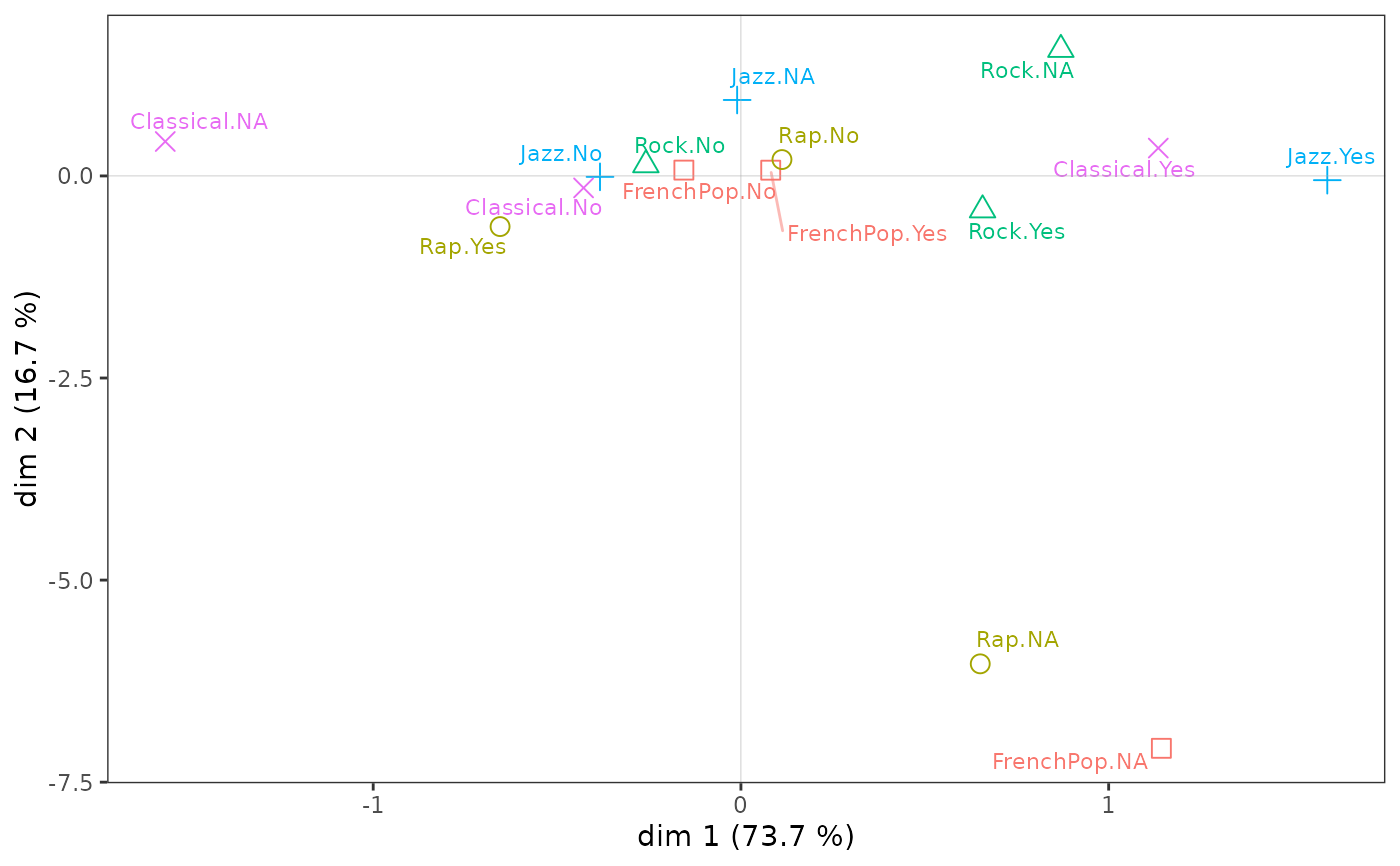 Rock.NA
Jazz.NA
Classical.NA
Rap.No
Rock.No
Jazz.No
Jazz.Yes
Classical.Yes
0.0
FrenchPop.No
Classical.No
Rock.Yes
FrenchPop.Yes
Rap.Yes
dim 2 (16.7 %)
-2.5
-5.0
Rap.NA
FrenchPop.NA
-7.5
-1
0
1
dim 1 (73.7 %)